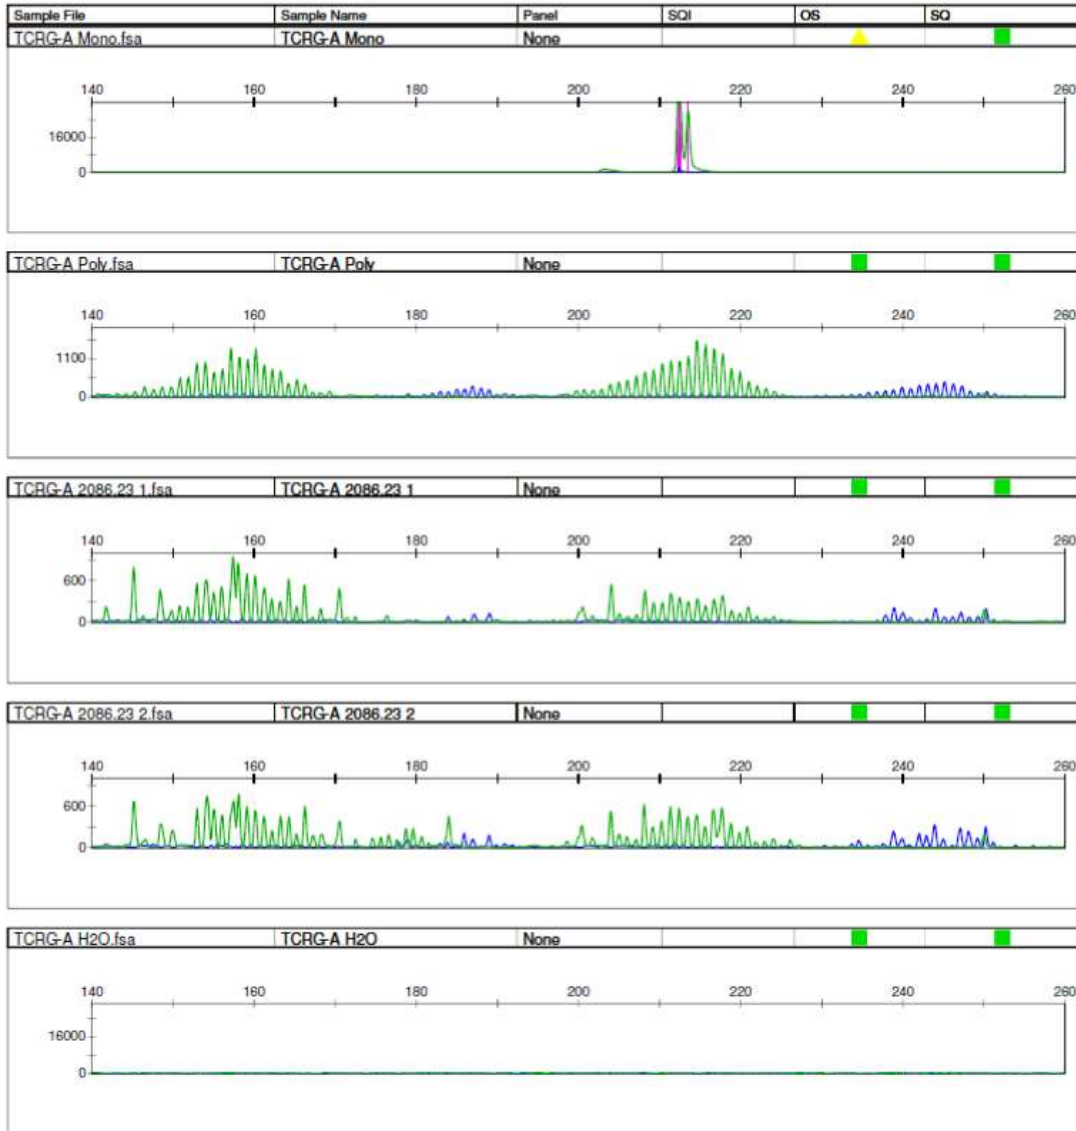 Sample File Sample Name Panel SQI OS SQ
TCRG-A Mono.fsa TCRG-A Mono None
140 160 180 200 220 240 260
16000
0
TCRG-A Poly.fsa TCRG-A Poly None
140 160 180 200 220 240 260
1100
0
TCRG-A 2086.23 1.fsa TCRG-A 2086.23 1 None
140 160 180 200 220 240 260
600
0
TCRG-A 2086.23 2.fsa TCRG-A 2086.23 2 None
140 160 180 200 220 240 260
600
0
TCRG-A H2O.fsa TCRG-A H2O None
140 160 180 200 220 240 260
16000
0